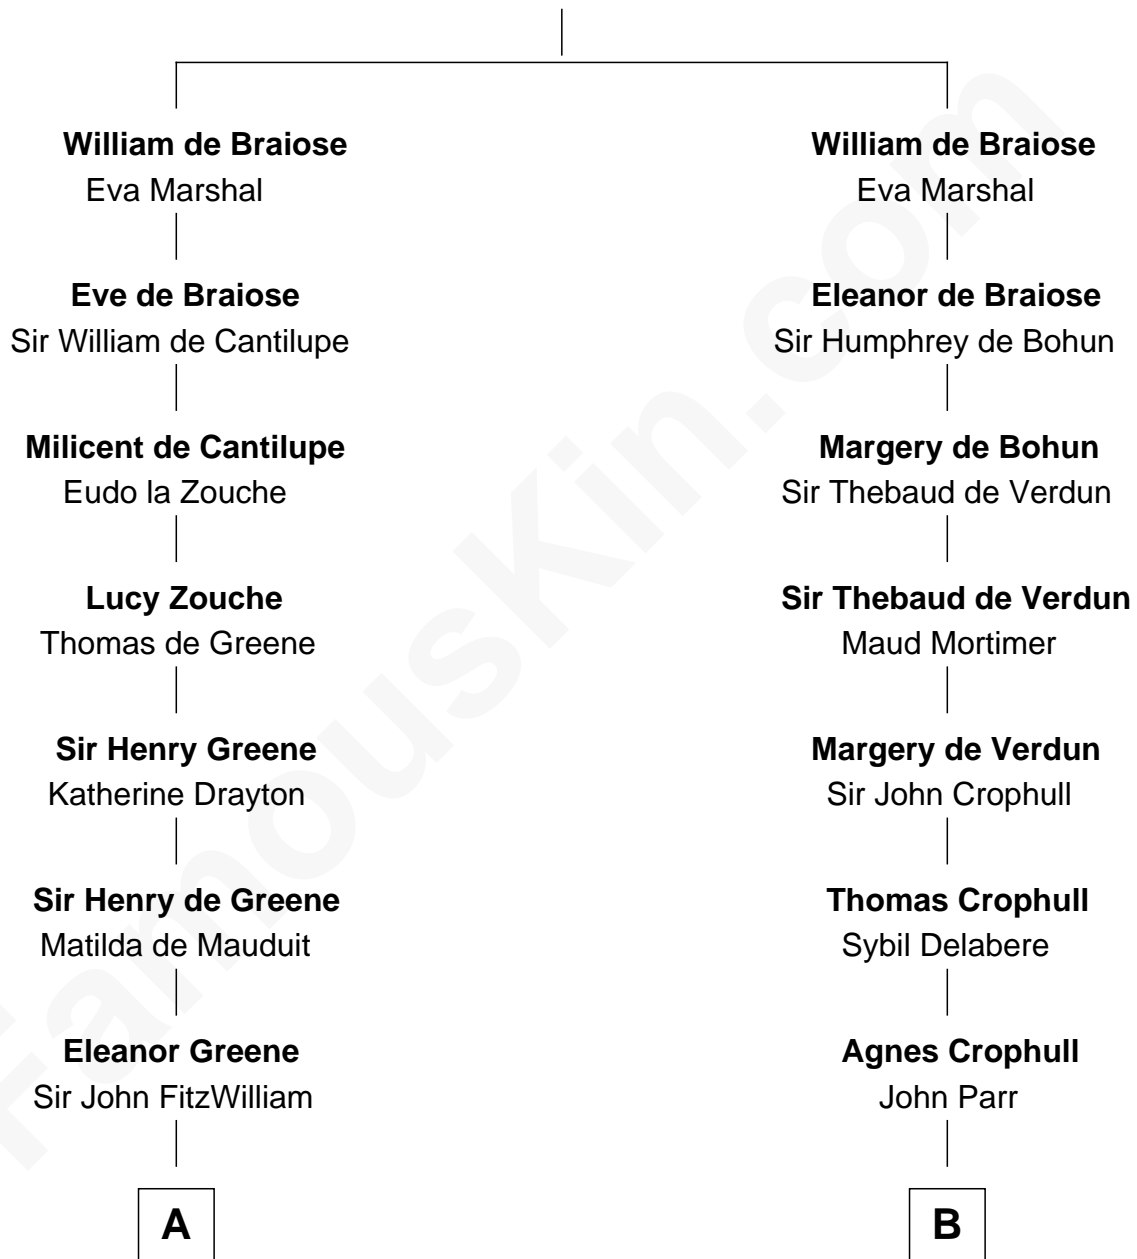 William de Braiose
Eva Marshal
Eve de Braiose
Sir William de Cantilupe
Milicent de Cantilupe
Eudo la Zouche
Lucy Zouche
Thomas de Greene
Sir Henry Greene
Katherine Drayton
Sir Henry de Greene
Matilda de Mauduit
Eleanor Greene
Sir John FitzWilliam
A
William de Braiose
Eva Marshal
Eleanor de Braiose
Sir Humphrey de Bohun
Margery de Bohun
Sir Thebaud de Verdun
Sir Thebaud de Verdun
Maud Mortimer
Margery de Verdun
Sir John Crophull
Thomas Crophull
Sybil Delabere
Agnes Crophull
John Parr
B
FamousKin.com